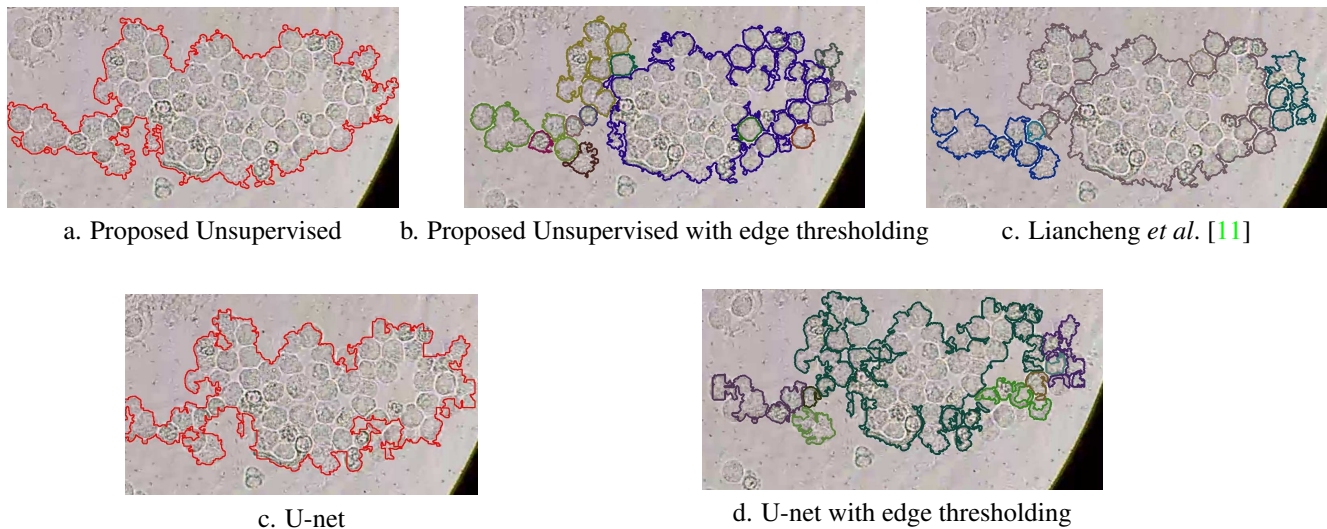 a. Proposed Unsupervised
b. Proposed Unsupervised with edge thresholding
c. Liancheng et al. [11]
c. U-net
d. U-net with edge thresholding